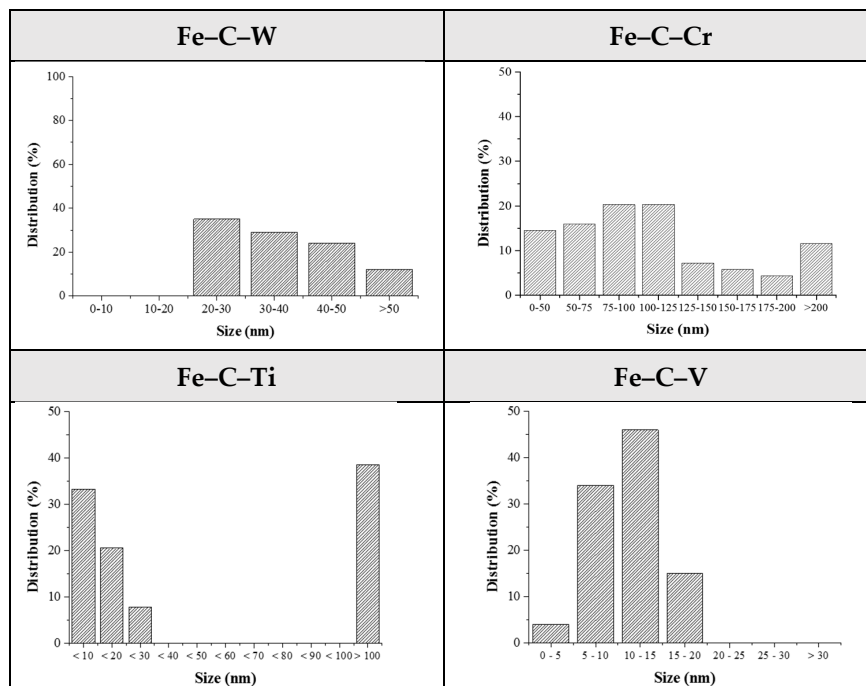 Fe–C–W
Fe–C–Cr
100
80
60
40
20
0
Distribution (%)
0-10 10-20 20-30 30-40 40-50 >50
Size (nm)
50
40
30
20
10
0
Distribution (%)
0-50 50-75 75-100 100-125 125-150 150-175 175-200 >200
Size (nm)
Fe–C–Ti
Fe–C–V
50
40
30
20
10
0
Distribution (%)
< 10 < 20 < 30 < 40 < 50 < 60 < 70 < 80 < 90 < 100 > 100
Size (nm)
50
40
30
20
10
0
Distribution (%)
0 - 5 5 - 10 10 - 15 15 - 20 20 - 25 25 - 30 > 30
Size (nm)